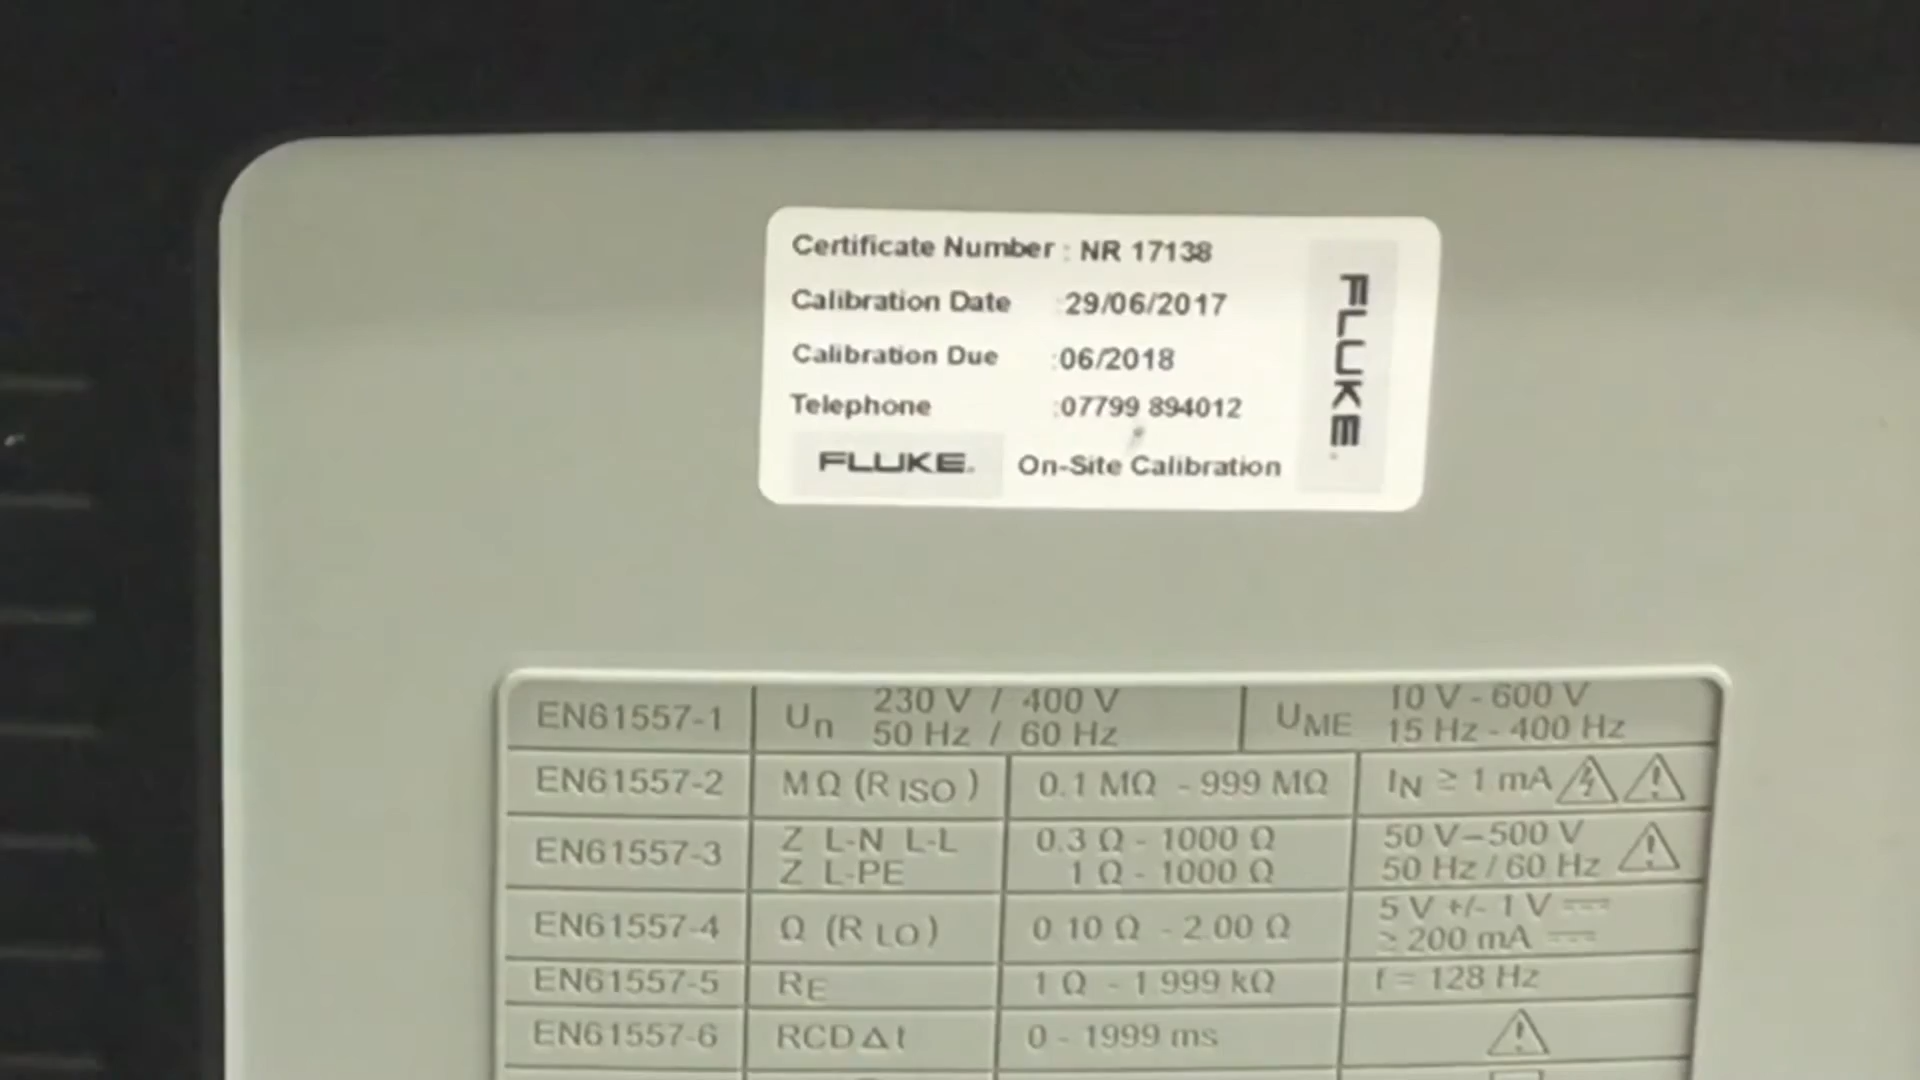 Certificate Number : NR 17138
Calibration Date : 29/06/2017
Calibration Due :06/2018
Telephone :07799 894012
FLUKE. On-Site Calibration
FLUKE.
EN61557-1 Un 230 V / 400 V 50 Hz / 60 Hz UME 10 V - 600 V 15 Hz - 400 Hz
EN61557-2 MΩ (R ISO) 0.1 MΩ - 999 MΩ IN ≥ 1 mA
EN61557-3 Z L-N L-L 0.3 Ω - 1000 Ω 50 V–500 V
Z L-PE 1 Ω - 1000 Ω 50 Hz / 60 Hz
EN61557-4 Ω (R LO) 0.10 Ω - 2.00 Ω 5 V +/- 1 V ≥ 200 mA
EN61557-5 RE 1 Ω - 1999 kΩ f = 128 Hz
EN61557-6 RCD Δt 0 - 1999 ms